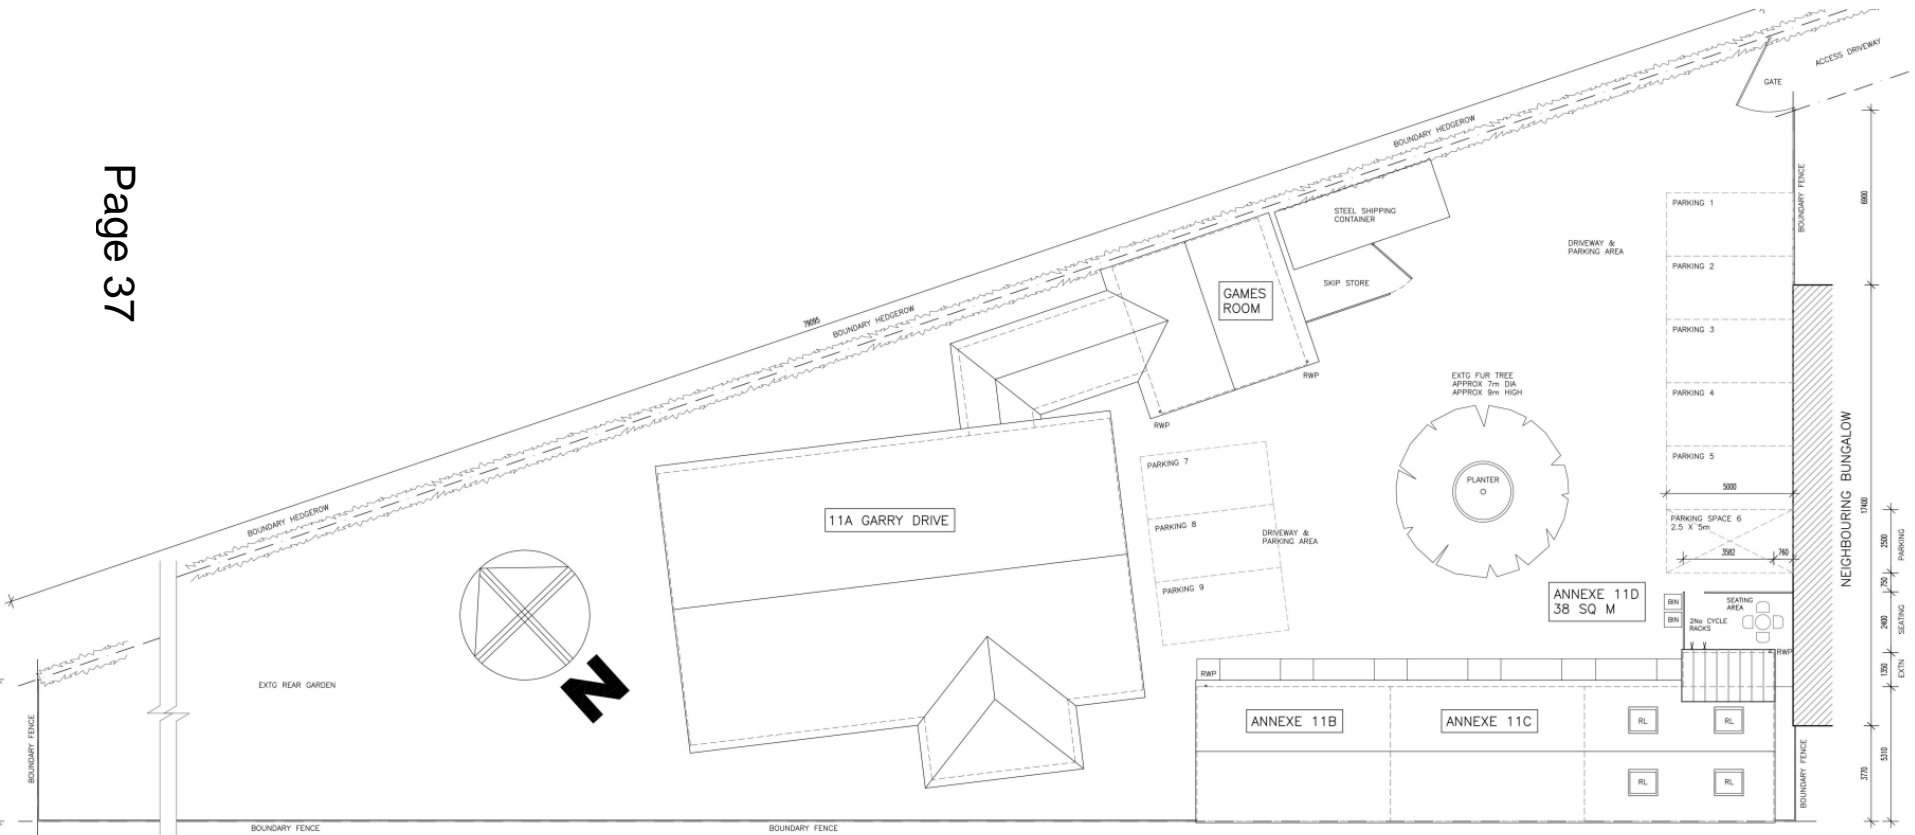 Page 37
ACCESS DRIVEWAY
GATE
BOUNDARY HEDGEROW
BOUNDARY FENCE
6900
PARKING 1
STEEL SHIPPING
CONTAINER
DRIVEWAY &
PARKING AREA
PARKING 2
SKIP STORE
GAMES
ROOM
79095
BOUNDARY HEDGEROW
PARKING 3
RWP
EXTG FUR TREE
APPROX 7m DIA
APPROX 9m HIGH
PARKING 4
RWP
PARKING 5
PARKING 7
PLANTER
5000
NEIGHBOURING BUNGALOW
17400
BOUNDARY HEDGEROW
11A GARRY DRIVE
PARKING 8
DRIVEWAY &
PARKING AREA
PARKING SPACE 6
2.5 X 5m
3582
760
2500
PARKING
750
PARKING 9
ANNEXE 11D
38 SQ M
BIN
BIN
SEATING
AREA
2No CYCLE
RACKS
2400
SEATING
RWP
1350
EXTN
N
EXTG REAR GARDEN
RWP
ANNEXE 11B
ANNEXE 11C
RL
RL
RL
RL
BOUNDARY FENCE
BOUNDARY FENCE
3770
5310
BOUNDARY FENCE
BOUNDARY FENCE